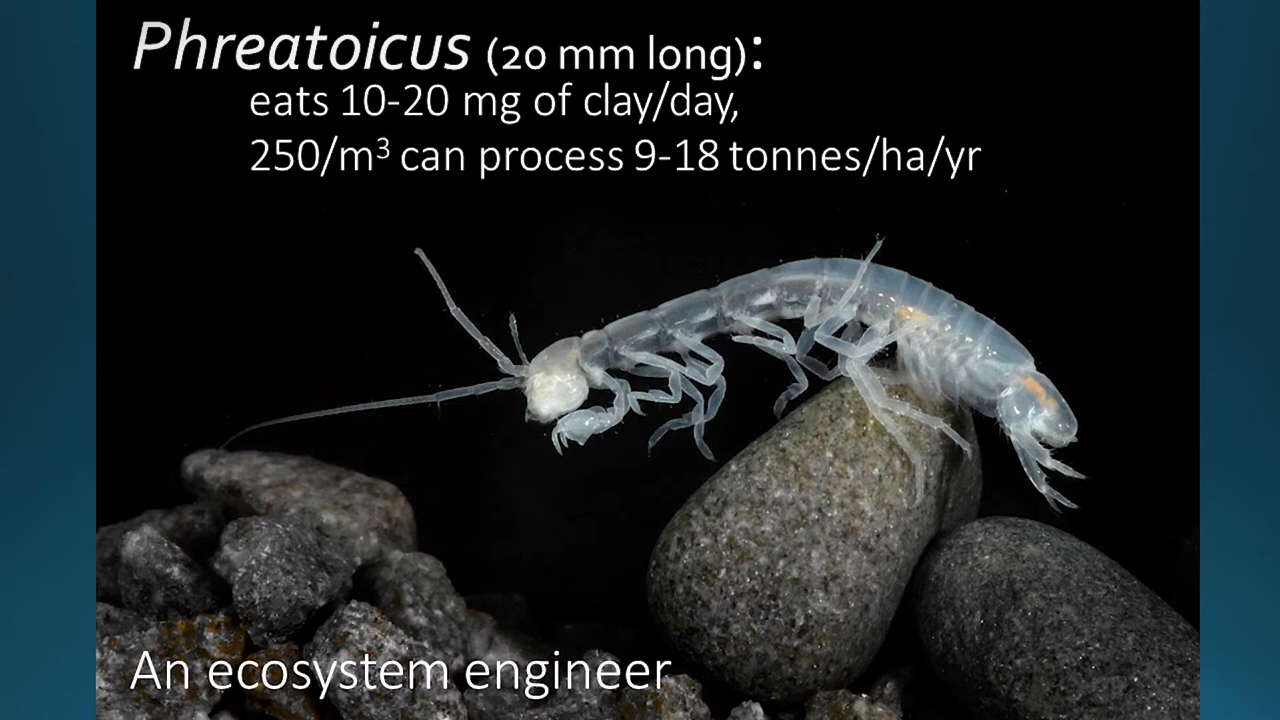 Phreatoicus (20 mm long):
eats 10-20 mg of clay/day,
250/m³ can process 9-18 tonnes/ha/yr
An ecosystem engineer